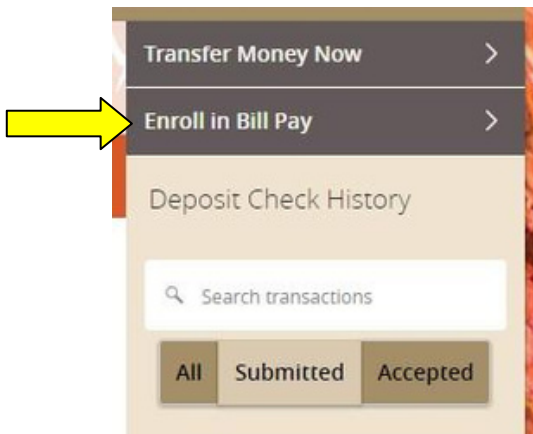 Transfer Money Now
Enroll in Bill Pay
Deposit Check History
Search transactions
All Submitted Accepted